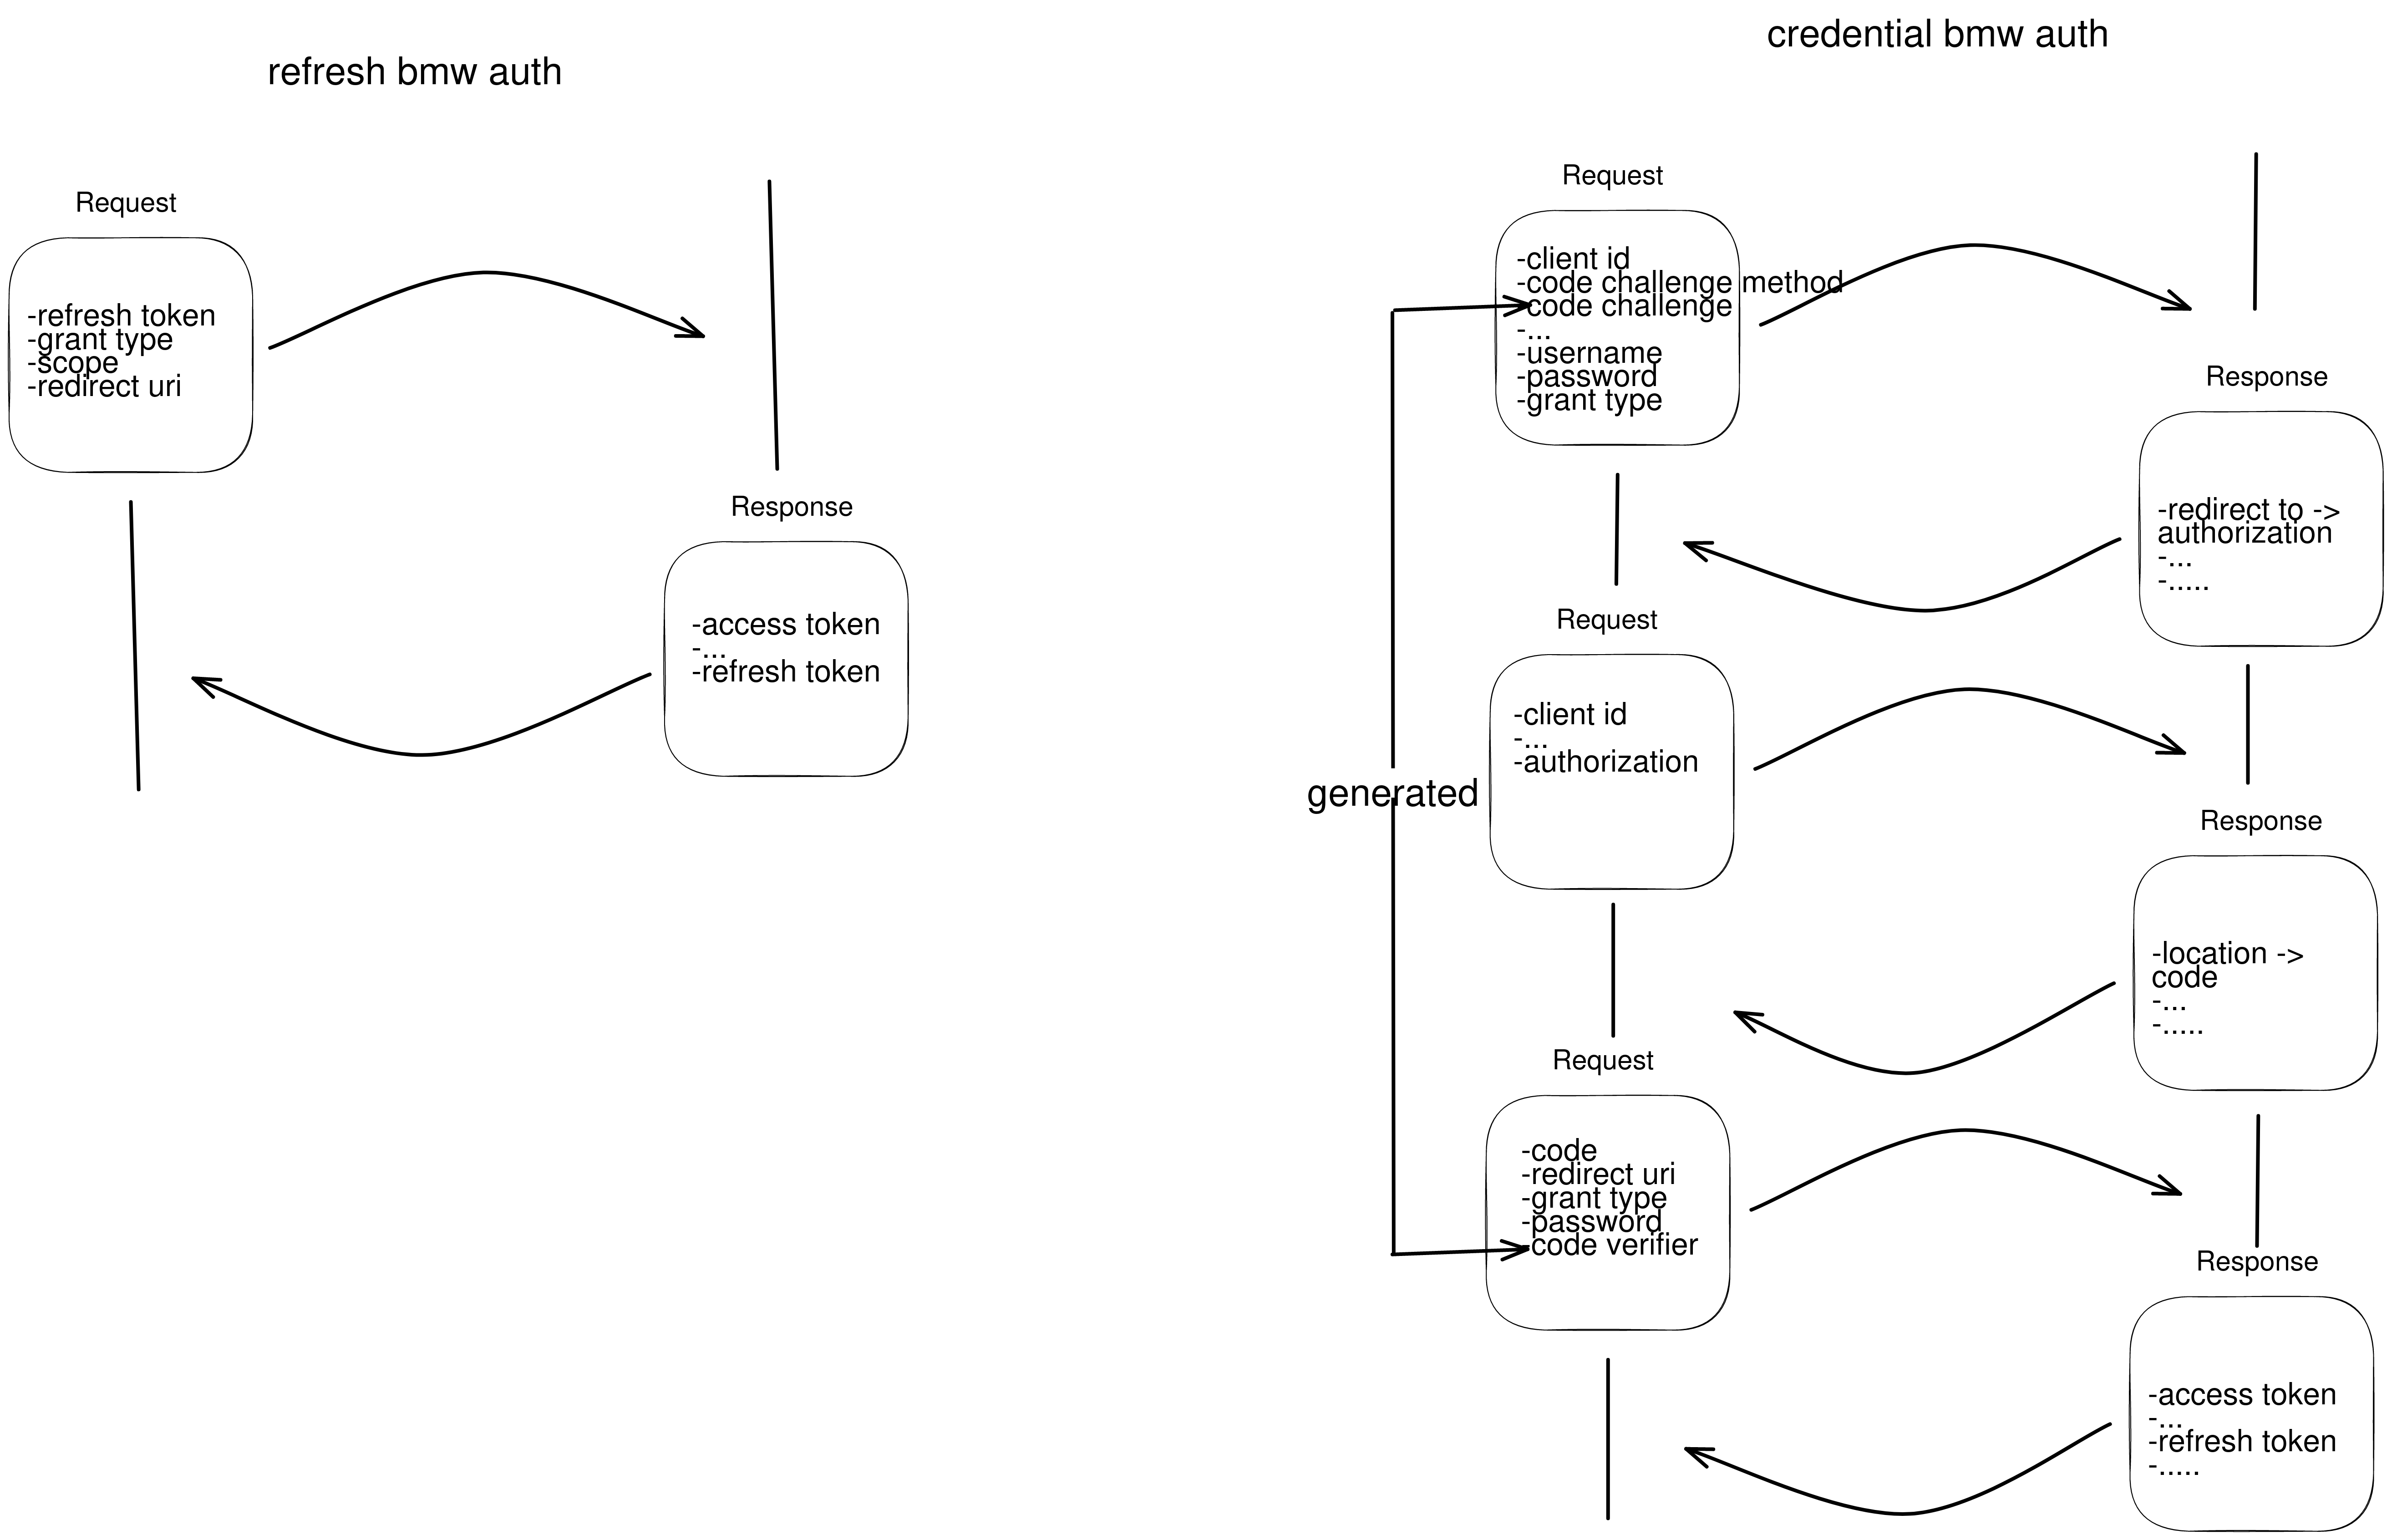 refresh bmw auth
Request
-refresh token
-grant type
-scope
-redirect uri
Response
-access token
-...
-refresh token
credential bmw auth
Request
-client id
-code challenge method
-code challenge
-...
-username
-password
-grant type
Response
-redirect to ->
authorization
-...
-.....
Request
-client id
-...
-authorization
generated
Response
-location ->
code
-...
-.....
Request
-code
-redirect uri
-grant type
-password
-code verifier
Response
-access token
-...
-refresh token
-.....